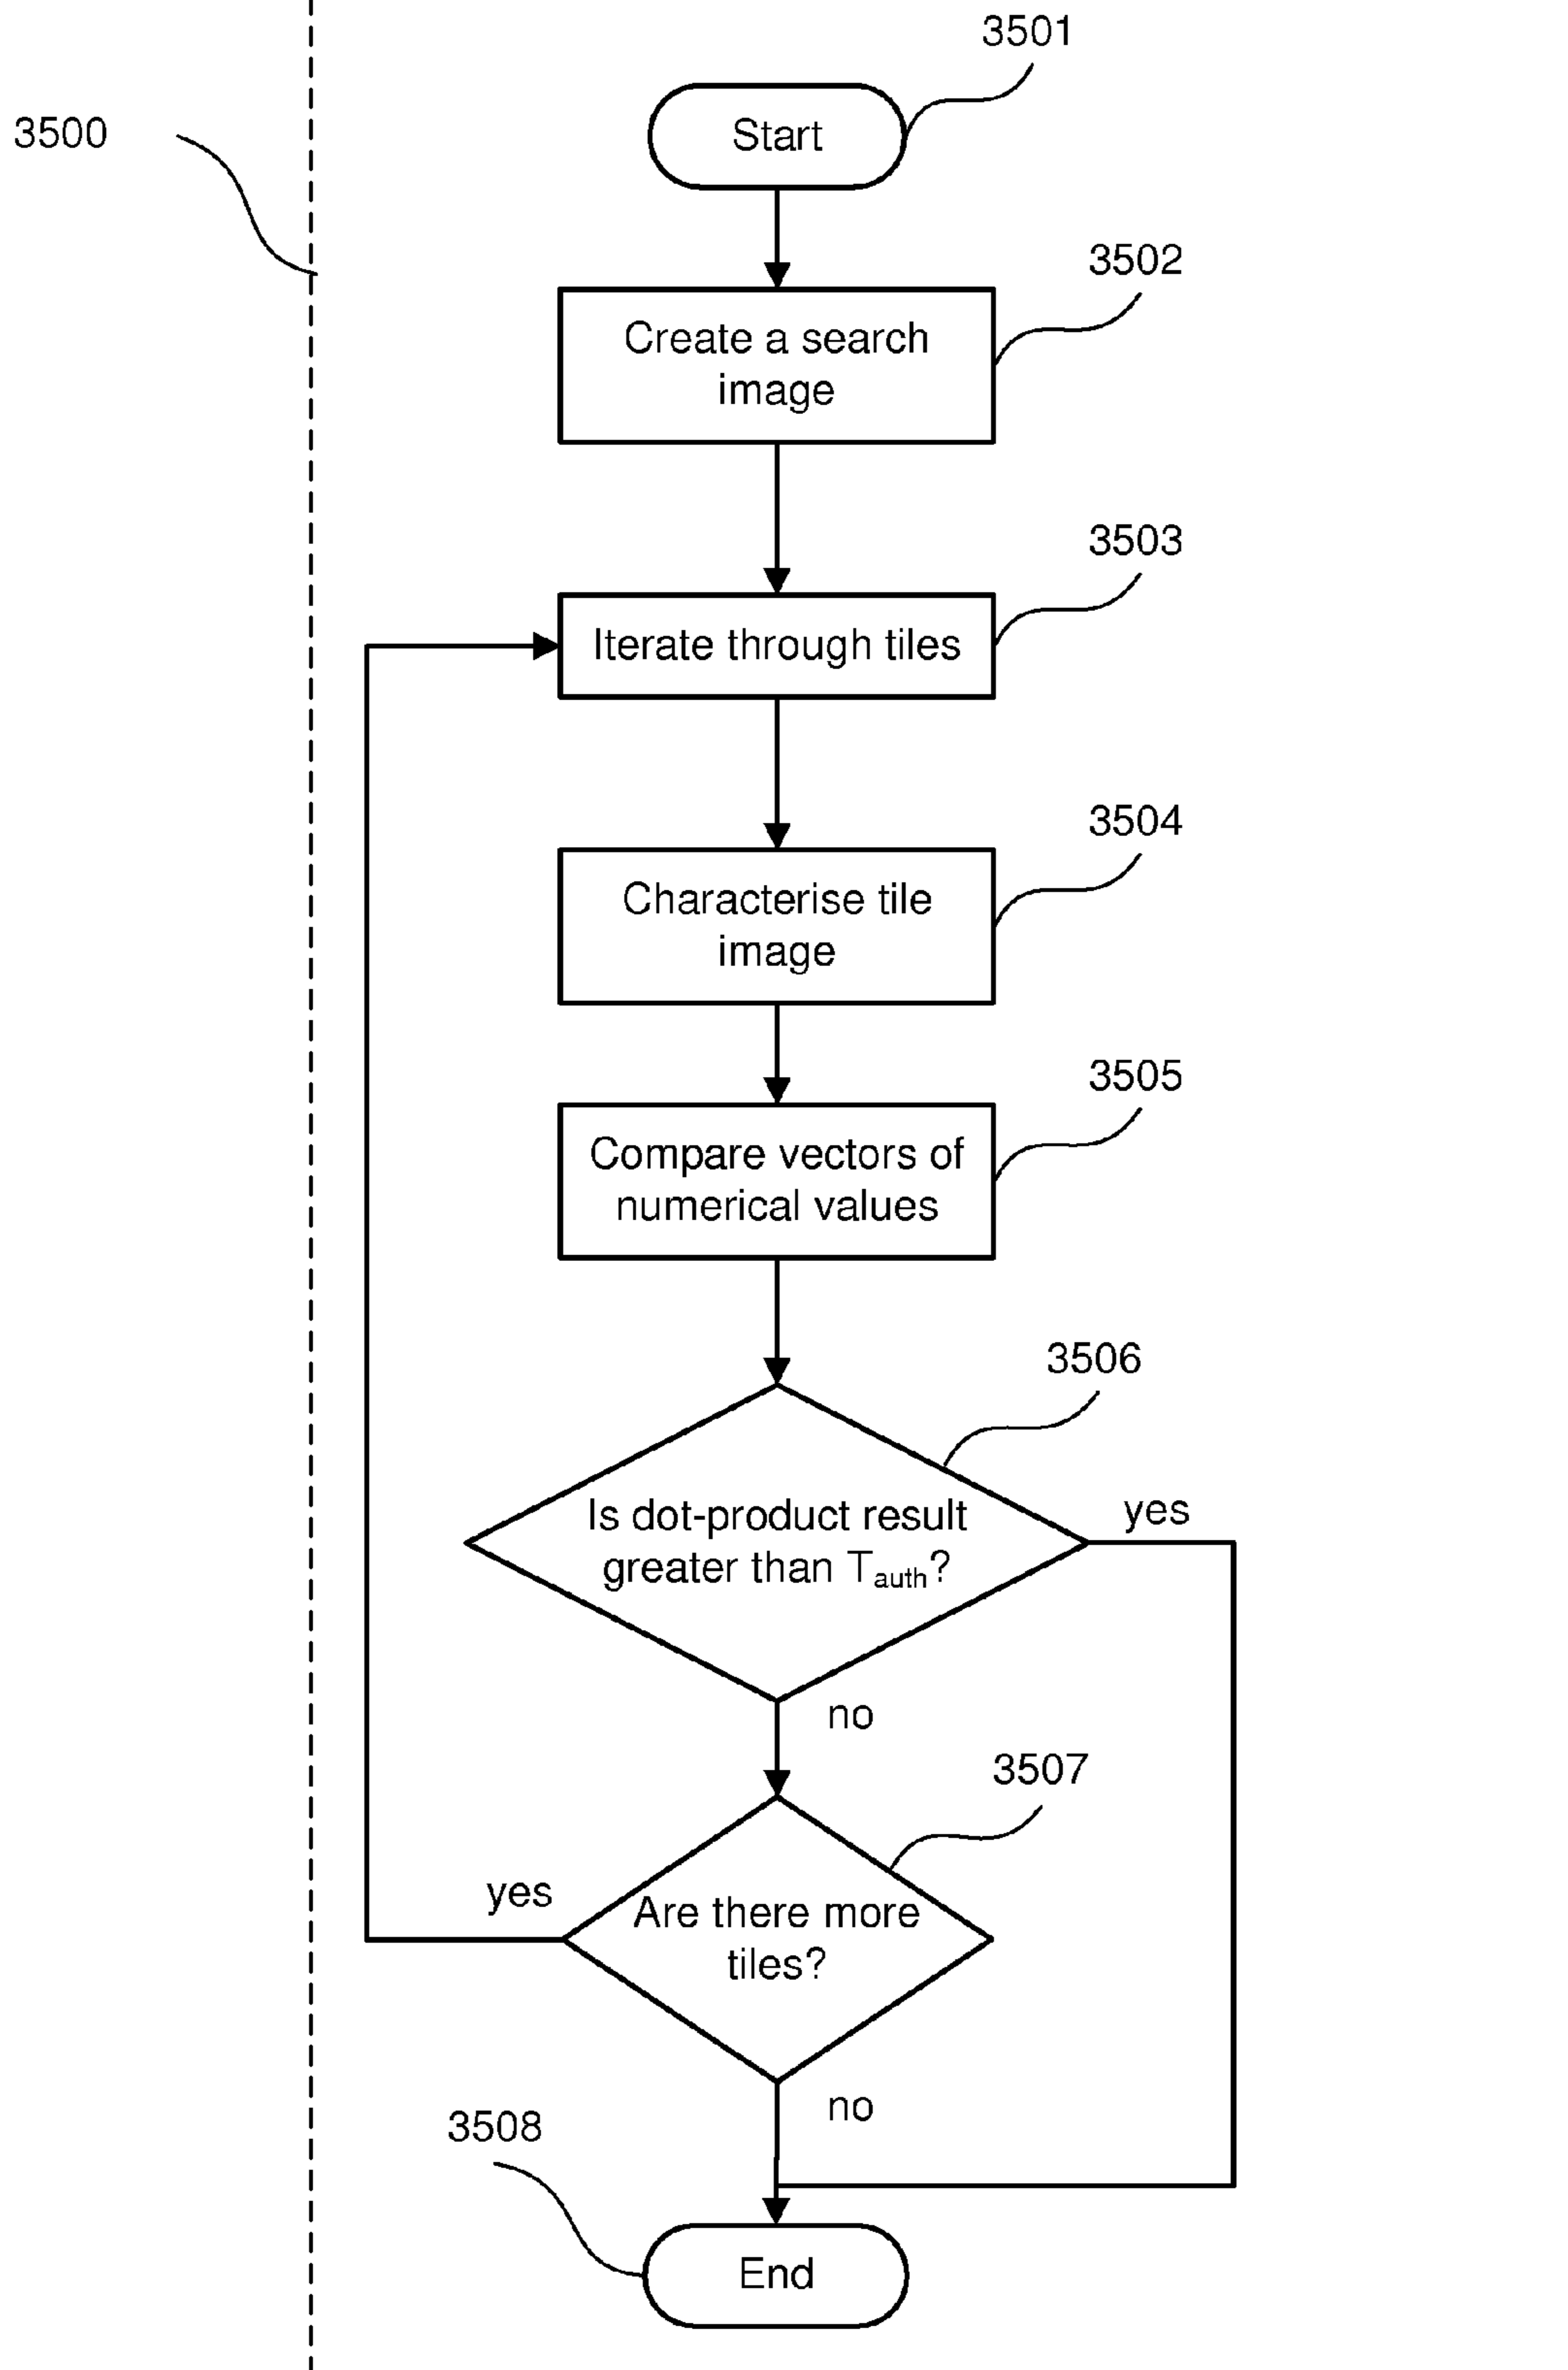 3501
Start
3500
3502
Create a search
image
3503
Iterate through tiles
3504
Characterise tile
image
3505
Compare vectors of
numerical values
3506
Is dot-product result
greater than Tauth?
yes
no
3507
yes
Are there more
tiles?
no
3508
End